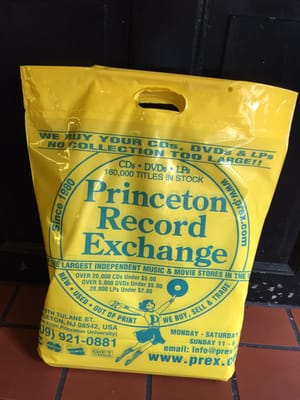 WE BUY YOUR CDs, DVDs & LPs
NO COLLECTION TOO LARGE!!
CDs • DVDs • LPs
160,000 TITLES IN STOCK
Since 1980
www.prex.com
Princeton
Record
Exchange
LARGEST INDEPENDENT MUSIC & MOVIE STORES IN THE
OVER 20,000 CDs Under $5.00
OVER 5,000 DVDs Under $5.00
20,000 LPs Under $2.00
NEW • USED • OUT OF PRINT
WE BUY, SELL & TRADE
TULANE ST.
NJ 08542, USA
from Princeton University)
09) 921-0881
MONDAY - SATURDA
SUNDAY 11 -
email: info@pre
www.prex.c